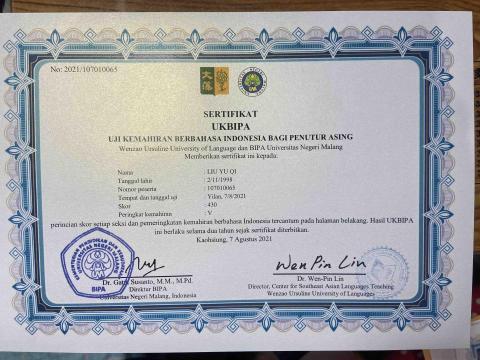 No: 2021/107010065
SERTIFIKAT
UKBIPA
UJI KEMAHIRAN BERBAHASA INDONESIA BAGI PENUTUR ASING
Wenzao Ursuline University of Language dan BIPA Universitas Negeri Malang
Memberikan sertifikat ini kepada:
Nama : LIU YU QI
Tanggal lahir : 2/11/1998
Nomor peserta : 107010065
Tempat dan tanggal uji : Yilan, 7/8/2021
Skor : 430
Peringkat kemahiran : V
perincian skor setiap seksi dan pemeringkatan kemahiran berbahasa Indonesia tercantum pada halaman belakang. Hasil UKBIPA
ini berlaku selama dua tahun sejak sertifikat diterbitkan.
Kaohsiung, 7 Agustus 2021
Wen-Pin Lin
Dr. Gatut Susanto, M.M., M.Pd.
Direktur BIPA
Universitas Negeri Malang, Indonesia
Dr. Wen-Pin Lin
Director, Center for Southeast Asian Languages Teaching
Wenzao Ursuline University of Languages
BIPA